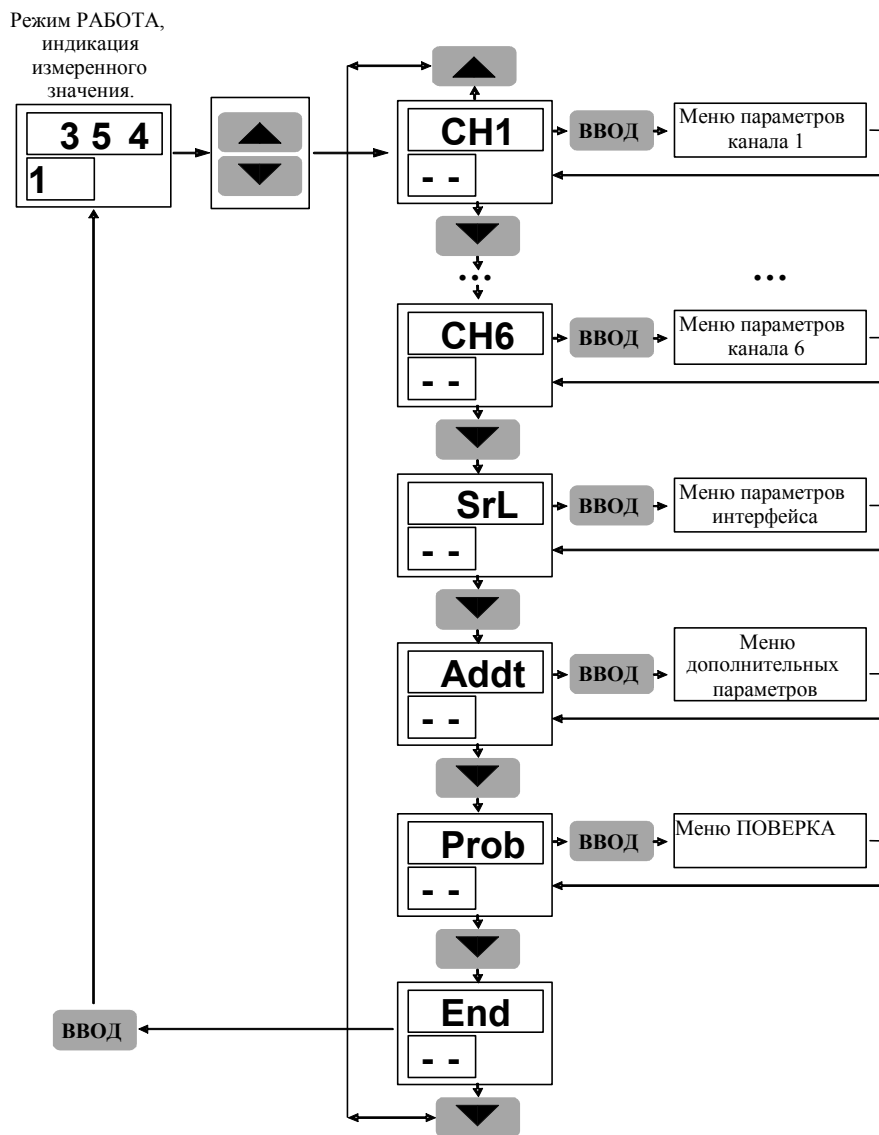 Режим РАБОТА,
индикация
измеренного
значения.
3 5 4
1
CH1
- -
ВВОД
Меню параметров
канала 1
...
...
CH6
- -
ВВОД
Меню параметров
канала 6
SrL
- -
ВВОД
Меню параметров
интерфейса
Addt
- -
ВВОД
Меню
дополнительных
параметров
Prob
- -
ВВОД
Меню ПОВЕРКА
End
- -
ВВОД